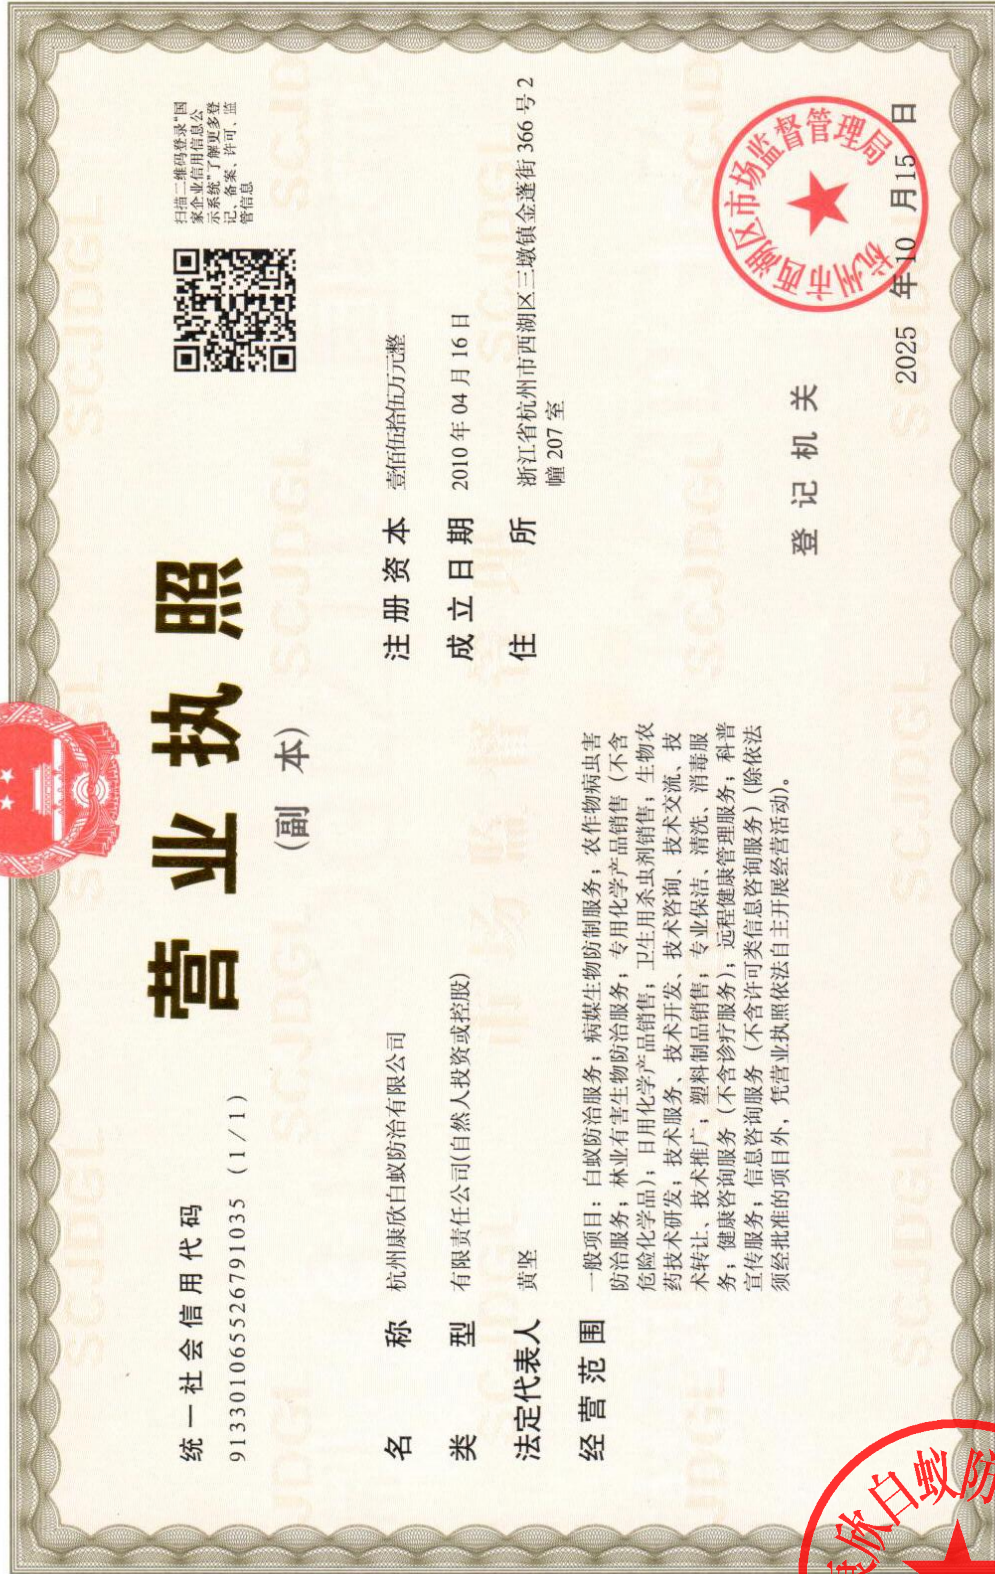 统一社会信用代码
913301065526791035 (1/1)
营业执照
(副 本)
扫描二维码登录"国
家企业信用信息公
示系统"了解更多登
记、备案、许可、监
管信息
名 称 杭州康欣白蚁防治有限公司
类 型 有限责任公司(自然人投资或控股)
法定代表人 黄坚
经营范围 一般项目：白蚁防治服务；病媒生物防制服务；农作物病虫害
防治服务；林业有害生物防治服务；专用化学产品销售（不含
危险化学品）；日用化学产品销售；卫生用杀虫剂销售；生物农
药技术研发；技术服务、技术开发、技术咨询、技术交流、技
术转让、技术推广；塑料制品销售；专业保洁、清洗、消毒服
务；健康咨询服务（不含诊疗服务）；远程健康管理服务；科普
宣传服务；信息咨询服务（不含许可类信息咨询服务）(除依法
须经批准的项目外，凭营业执照依法自主开展经营活动)。
注册资本 壹佰伍拾伍万元整
成立日期 2010年04月16日
住 所 浙江省杭州市西湖区三墩镇金蓬街366号2
幢207室
登记机关
杭州市西湖区市场监督管理局
2025年10月15日
欣白蚁防
SCJDGL
市场监督管理